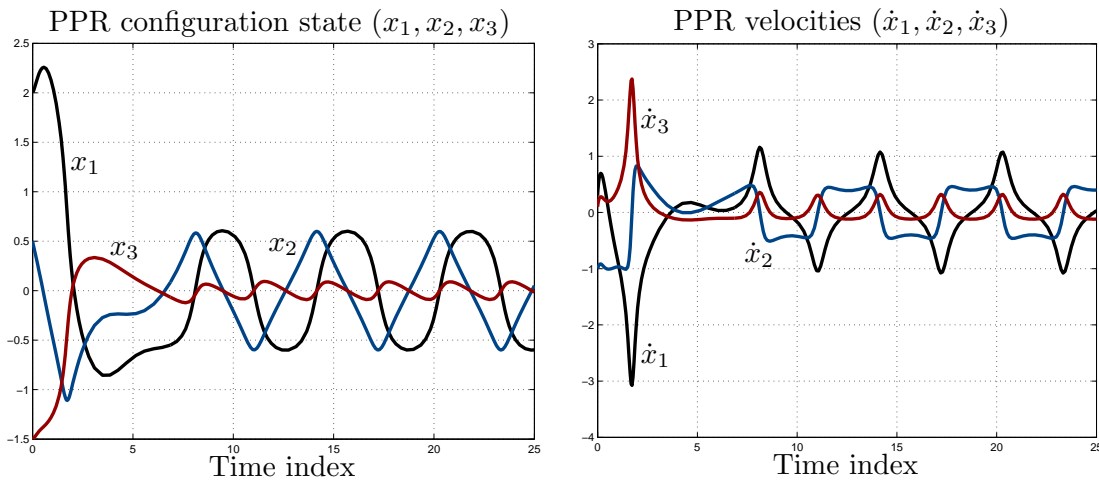 PPR configuration state (x₁, x₂, x₃)
2.5
2
1.5
1
0.5
0
−0.5
−1
−1.5
x₁
x₃
x₂
0
5
10
15
20
25
Time index
PPR velocities (ẋ₁, ẋ₂, ẋ₃)
3
2
1
0
−1
−2
−3
−4
ẋ₃
ẋ₂
ẋ₁
0
5
10
15
20
25
Time index